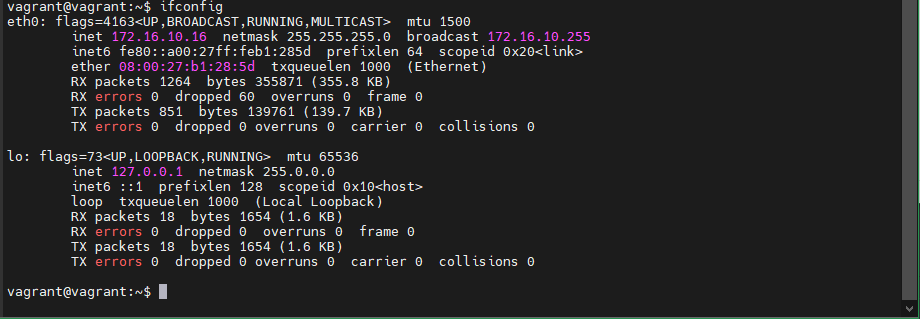 vagrant@vagrant:~$ ifconfig
eth0: flags=4163<UP,BROADCAST,RUNNING,MULTICAST>  mtu 1500
        inet 172.16.10.16  netmask 255.255.255.0  broadcast 172.16.10.255
        inet6 fe80::a00:27ff:feb1:285d  prefixlen 64  scopeid 0x20<link>
        ether 08:00:27:b1:28:5d  txqueuelen 1000  (Ethernet)
        RX packets 1264  bytes 355871 (355.8 KB)
        RX errors 0  dropped 60  overruns 0  frame 0
        TX packets 851  bytes 139761 (139.7 KB)
        TX errors 0  dropped 0 overruns 0  carrier 0  collisions 0

lo: flags=73<UP,LOOPBACK,RUNNING>  mtu 65536
        inet 127.0.0.1  netmask 255.0.0.0
        inet6 ::1  prefixlen 128  scopeid 0x10<host>
        loop  txqueuelen 1000  (Local Loopback)
        RX packets 18  bytes 1654 (1.6 KB)
        RX errors 0  dropped 0  overruns 0  frame 0
        TX packets 18  bytes 1654 (1.6 KB)
        TX errors 0  dropped 0 overruns 0  carrier 0  collisions 0

vagrant@vagrant:~$